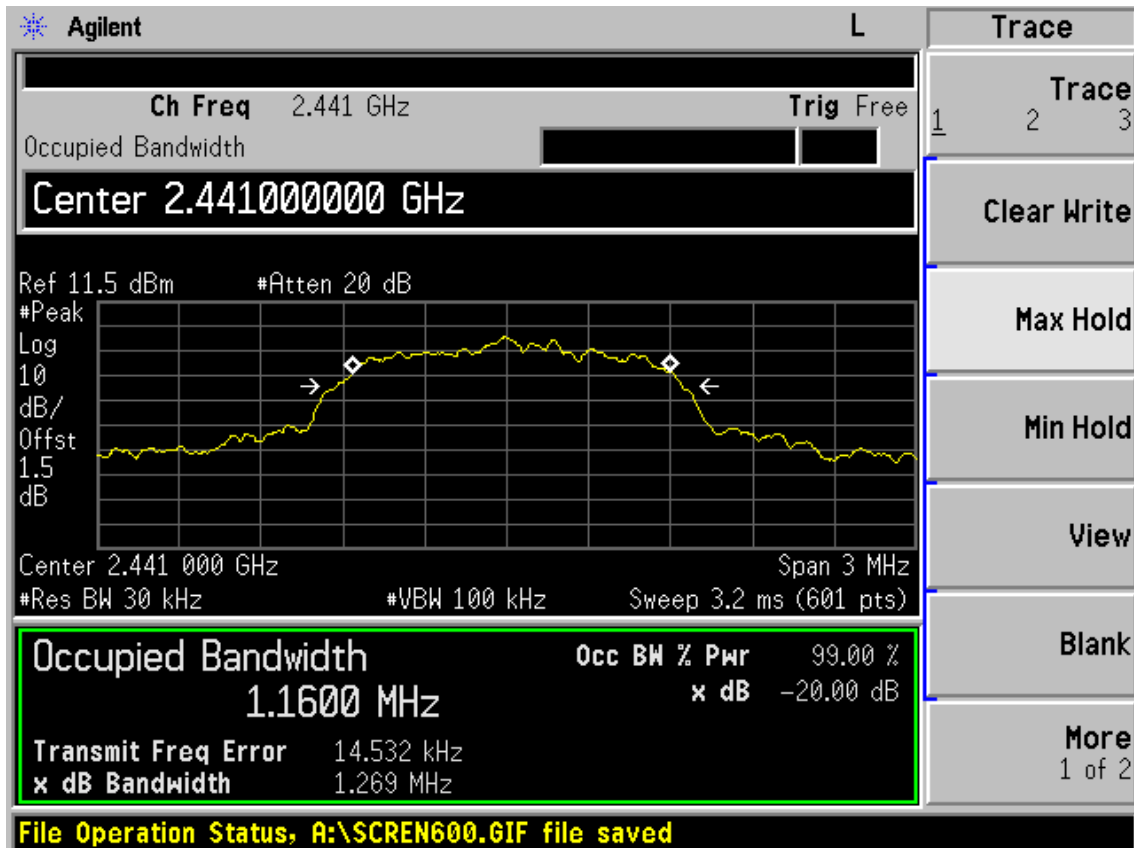 Agilent L Trace
Ch Freq 2.441 GHz Trig Free
Occupied Bandwidth
Center 2.441000000 GHz
Ref 11.5 dBm #Atten 20 dB
#Peak
Log
10
dB/
Offst
1.5
dB
Center 2.441 000 GHz Span 3 MHz
#Res BW 30 kHz #VBW 100 kHz Sweep 3.2 ms (601 pts)
Occupied Bandwidth Occ BW % Pwr 99.00 %
1.1600 MHz x dB -20.00 dB
Transmit Freq Error 14.532 kHz
x dB Bandwidth 1.269 MHz
File Operation Status, A:\SCREN600.GIF file saved
Trace
1 2 3
Clear Write
Max Hold
Min Hold
View
Blank
More
1 of 2